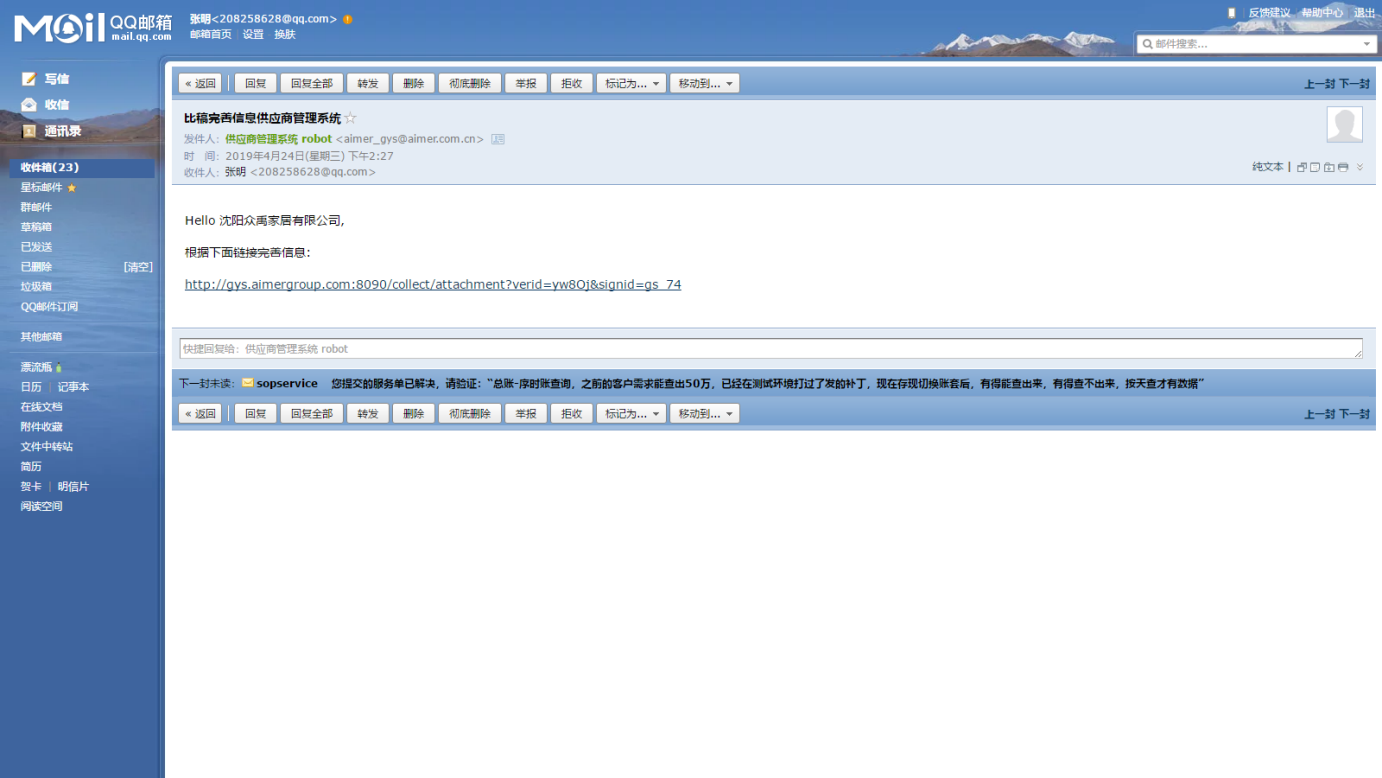 MOil QQ邮箱
mail.qq.com
张明<208258628@qq.com>
邮箱首页 设置 换肤
反馈建议 帮助中心 退出
邮件搜索...
写信
收信
通讯录
收件箱(23)
星标邮件
群邮件
草稿箱
已发送
已删除 [清空]
垃圾箱
QQ邮件订阅
其他邮箱
漂流瓶
日历 | 记事本
在线文档
附件收藏
文件中转站
简历
贺卡 | 明信片
阅读空间
« 返回 回复 回复全部 转发 删除 彻底删除 举报 拒收 标记为... 移动到... 上一封 下一封
比稿完善信息供应商管理系统
发件人：供应商管理系统 robot <aimer_gys@aimer.com.cn>
时 间：2019年4月24日(星期三) 下午2:27
收件人：张明 <208258628@qq.com>
纯文本 |
Hello 沈阳众禹家居有限公司,
根据下面链接完善信息：
http://gys.aimergroup.com:8090/collect/attachment?verid=yw8Oj&signid=gs_74
快捷回复给：供应商管理系统 robot
下一封未读： sopservice 您提交的服务单已解决，请验证：“总账-序时账查询，之前的客户需求能查出50万，已经在测试环境打过了发的补丁，现在存现切换账套后，有得能查出来，有得查不出来，按天查才有数据”
« 返回 回复 回复全部 转发 删除 彻底删除 举报 拒收 标记为... 移动到... 上一封 下一封